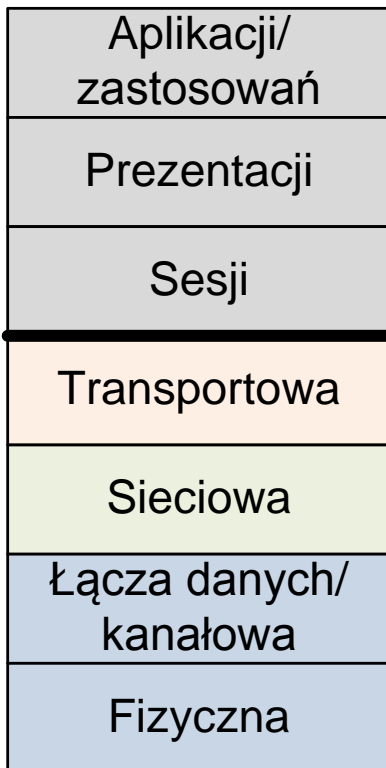 Aplikacji/
zastosowań
Prezentacji
Sesji
Transportowa
Sieciowa
Łącza danych/
kanałowa
Fizyczna